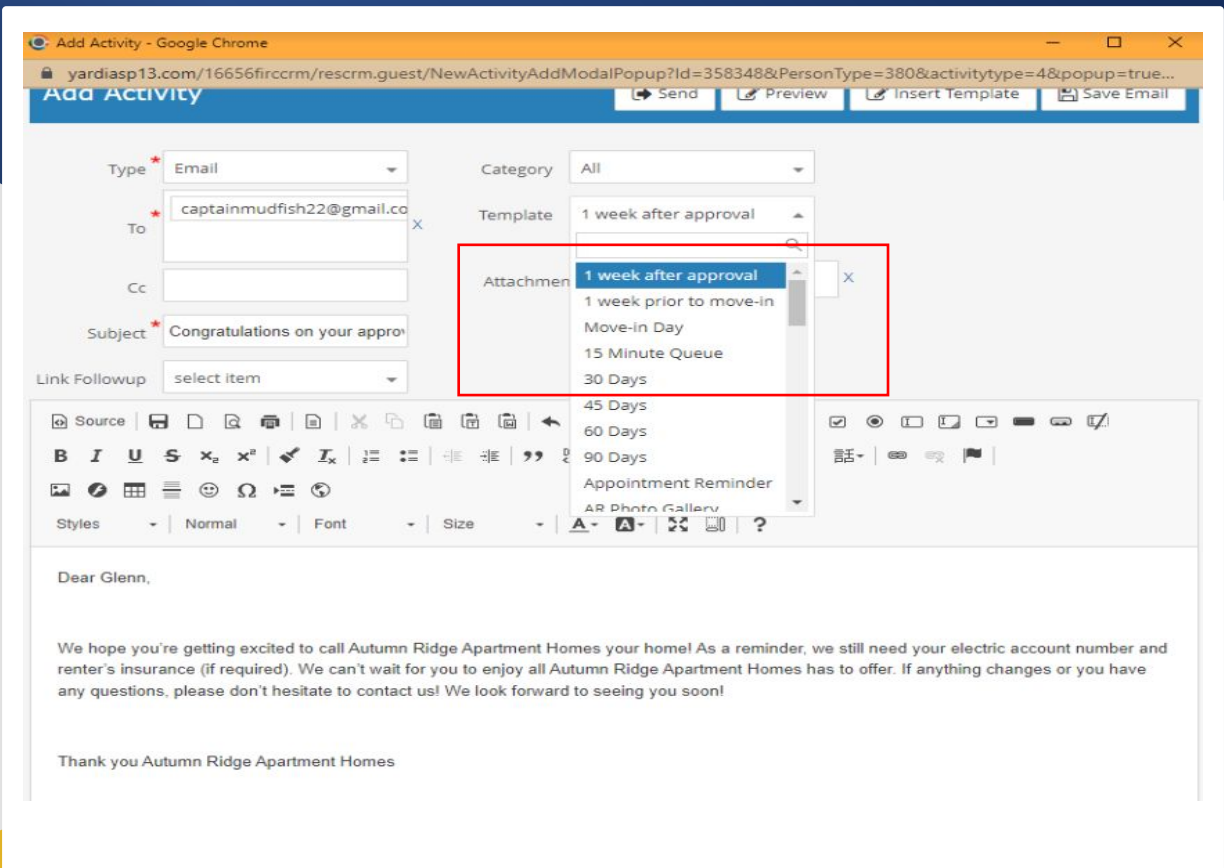 Add Activity - Google Chrome
yardiasp13.com/16656firccrm/rescrm.guest/NewActivityAddModalPopup?Id=358348&PersonType=380&activitytype=4&popup=true...
Add Activity Send Preview Insert Template Save Email
Type * Email Category All
To * captainmudfish22@gmail.co X Template 1 week after approval
Cc Attachmen X
1 week after approval
1 week prior to move-in
Move-in Day
15 Minute Queue
30 Days
45 Days
60 Days
90 Days
Appointment Reminder
AR Photo Gallery
Subject * Congratulations on your appro
Link Followup select item
Source
B I U S x₂ x² Iₓ 話
Ω
Styles Normal Font Size A A ?
Dear Glenn,
We hope you're getting excited to call Autumn Ridge Apartment Homes your home! As a reminder, we still need your electric account number and
renter's insurance (if required). We can't wait for you to enjoy all Autumn Ridge Apartment Homes has to offer. If anything changes or you have
any questions, please don't hesitate to contact us! We look forward to seeing you soon!
Thank you Autumn Ridge Apartment Homes